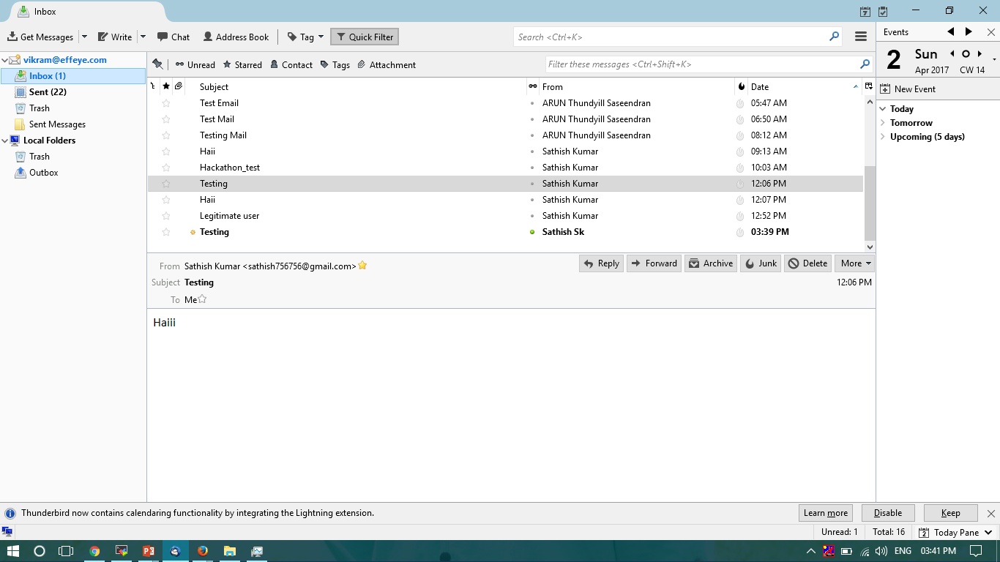 Inbox
Get Messages Write Chat Address Book Tag Quick Filter Search <Ctrl+K>
Unread Starred Contact Tags Attachment Filter these messages <Ctrl+Shift+K>
vikram@effeye.com
Inbox (1)
Sent (22)
Trash
Sent Messages
Local Folders
Trash
Outbox
Subject From Date
Test Email ARUN Thundyill Saseendran 05:47 AM
Test Mail ARUN Thundyill Saseendran 06:50 AM
Testing Mail ARUN Thundyill Saseendran 08:12 AM
Haii Sathish Kumar 09:13 AM
Hackathon_test Sathish Kumar 10:03 AM
Testing Sathish Kumar 12:06 PM
Haii Sathish Kumar 12:07 PM
Legitimate user Sathish Kumar 12:52 PM
Testing Sathish Sk 03:39 PM
From Sathish Kumar <sathish756756@gmail.com> Reply Forward Archive Junk Delete More
Subject Testing 12:06 PM
To Me
Haiii
Events
2 Sun
Apr 2017 CW 14
New Event
Today
Tomorrow
Upcoming (5 days)
Thunderbird now contains calendaring functionality by integrating the Lightning extension. Learn more Disable Keep
Unread: 1 Total: 16 2 Today Pane
ENG 03:41 PM